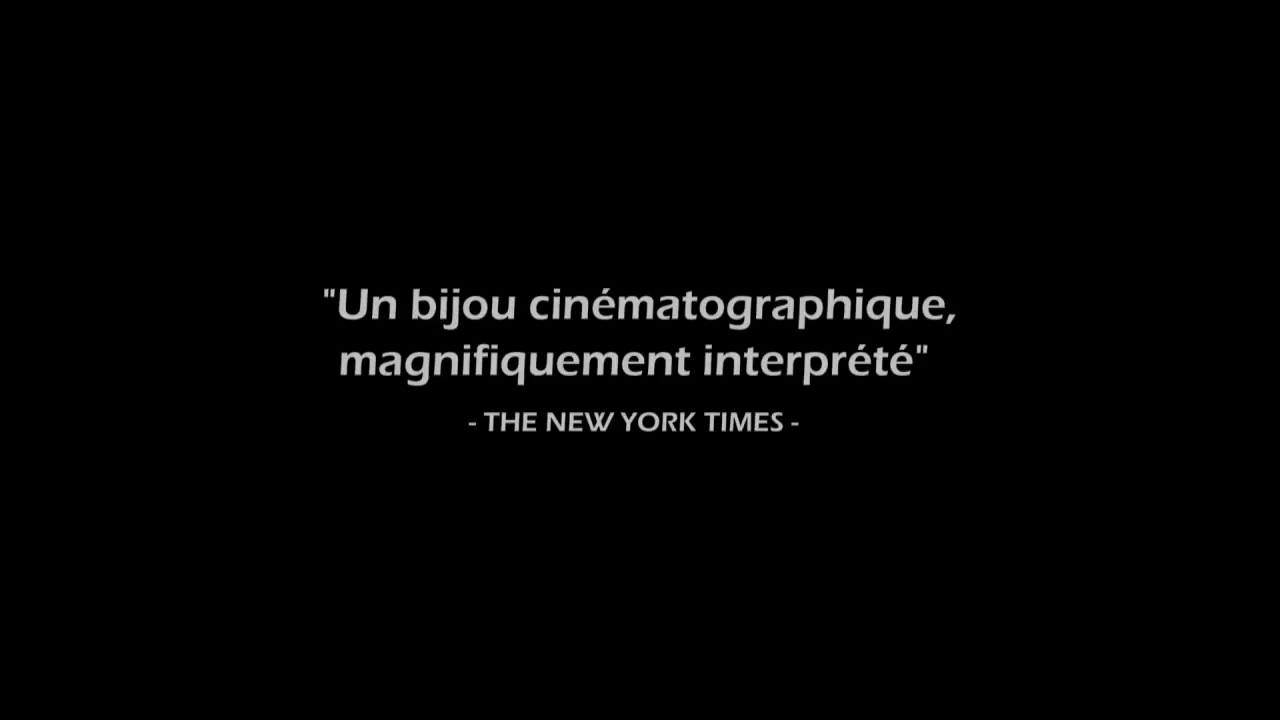 "Un bijou cinématographique,
magnifiquement interprété"
- THE NEW YORK TIMES -